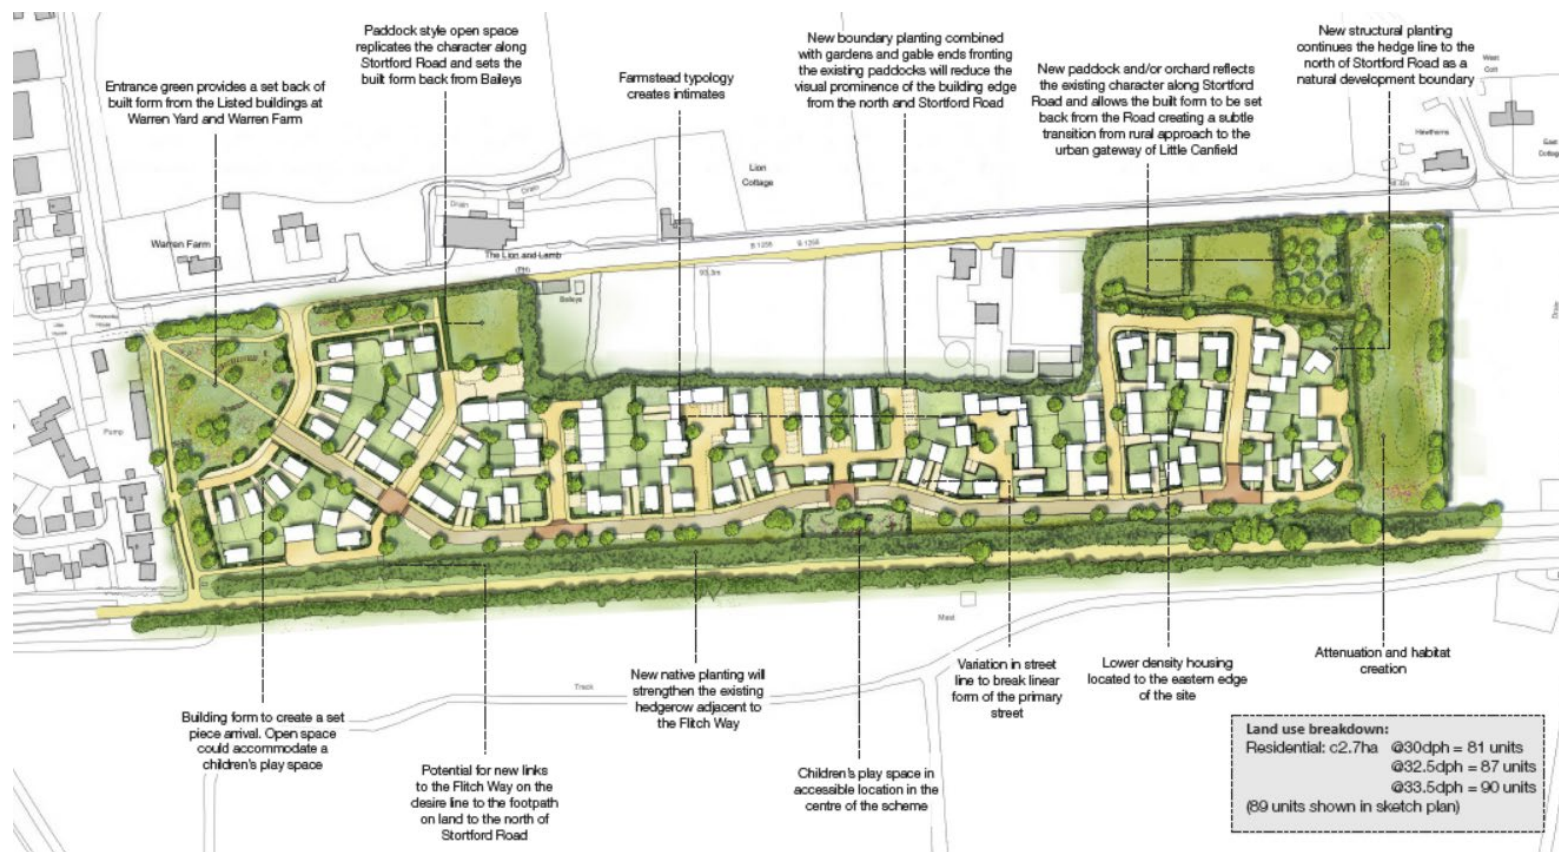 Paddock style open space
replicates the character along
Stortford Road and sets the
built form back from Baileys
Entrance green provides a set back of
built form from the Listed buildings at
Warren Yard and Warren Farm
Farmstead typology
creates intimates
New boundary planting combined
with gardens and gable ends fronting
the existing paddocks will reduce the
visual prominence of the building edge
from the north and Stortford Road
New paddock and/or orchard reflects
the existing character along Stortford
Road and allows the built form to be set
back from the Road creating a subtle
transition from rural approach to the
urban gateway of Little Canfield
New structural planting
continues the hedge line to the
north of Stortford Road as a
natural development boundary
West
Cott
Hawthorns
East
Lion
Cottage
Drain
Drain
Warren Farm
The Lion and Lamb
(PH)
Baileys
B 1256
B 1256
93.3m
Pump
Drain
Mast
Track
Building form to create a set
piece arrival. Open space
could accommodate a
children's play space
Potential for new links
to the Flitch Way on the
desire line to the footpath
on land to the north of
Stortford Road
New native planting will
strengthen the existing
hedgerow adjacent to
the Flitch Way
Children's play space in
accessible location in the
centre of the scheme
Variation in street
line to break linear
form of the primary
street
Lower density housing
located to the eastern edge
of the site
Attenuation and habitat
creation
Land use breakdown:
Residential: c2.7ha @30dph = 81 units
@32.5dph = 87 units
@33.5dph = 90 units
(89 units shown in sketch plan)